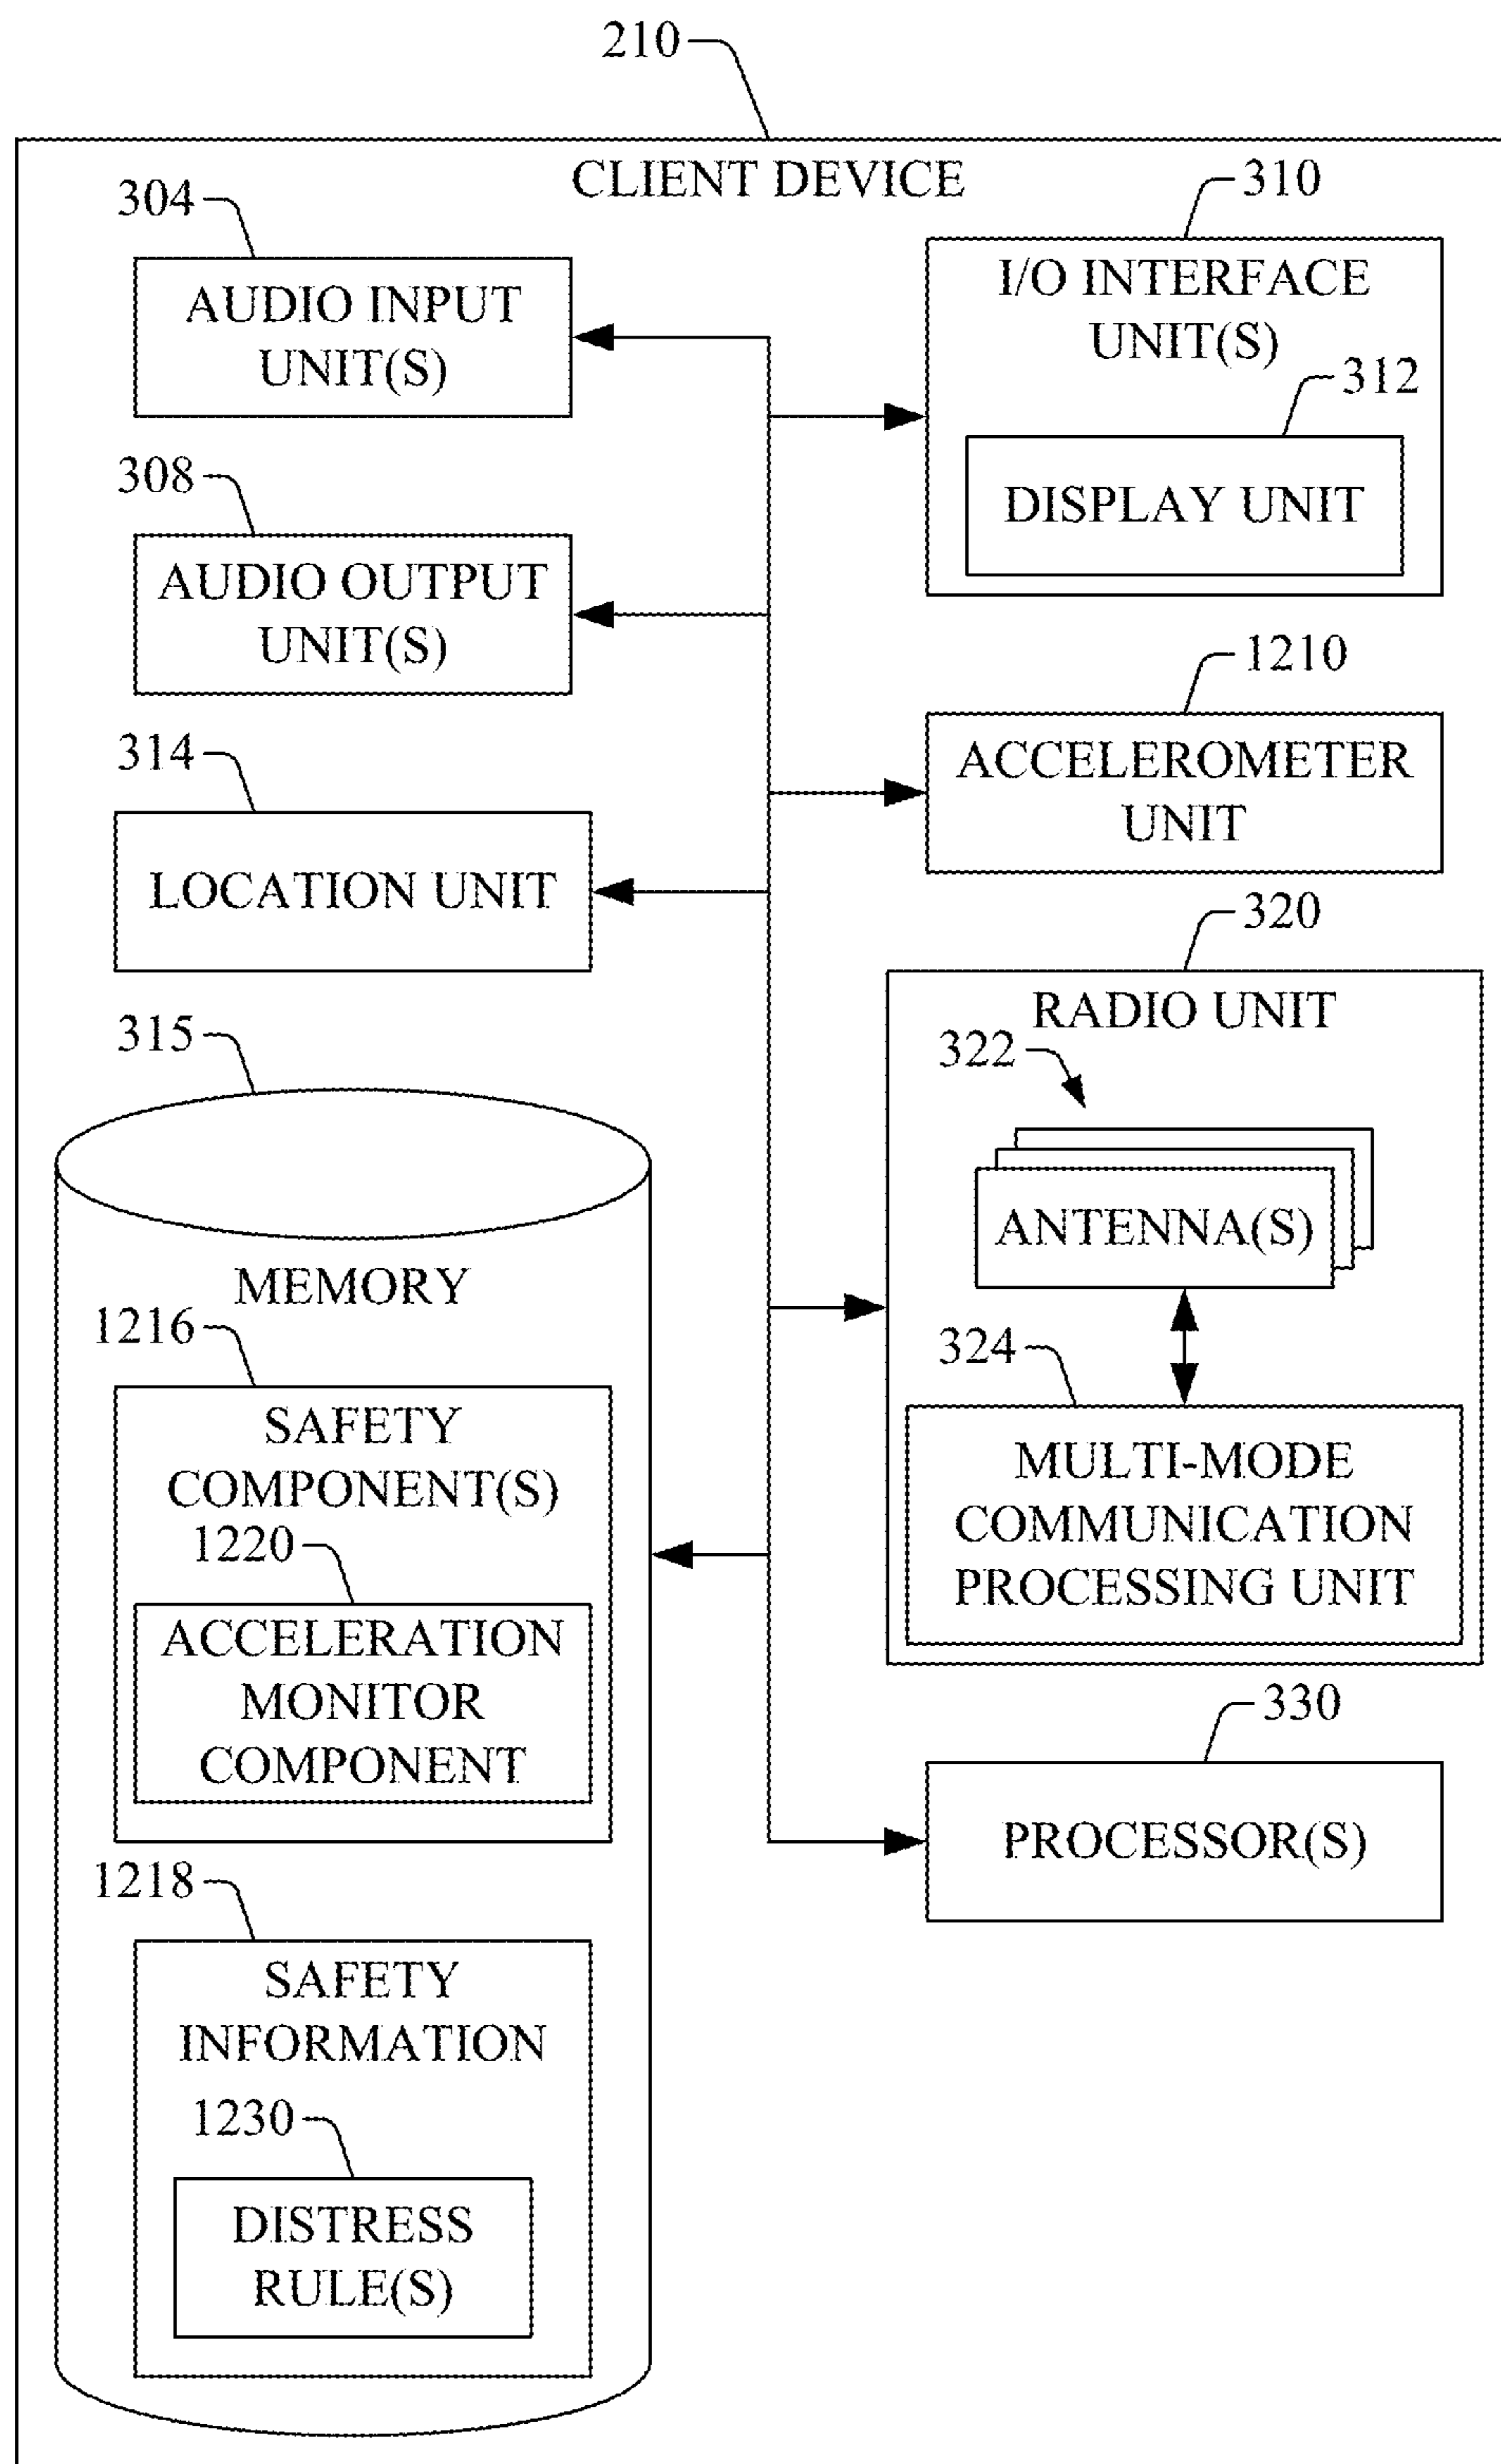 210
CLIENT DEVICE
304
AUDIO INPUT
UNIT(S)
308
AUDIO OUTPUT
UNIT(S)
314
LOCATION UNIT
315
MEMORY
1216
SAFETY
COMPONENT(S)
1220
ACCELERATION
MONITOR
COMPONENT
1218
SAFETY
INFORMATION
1230
DISTRESS
RULE(S)
310
I/O INTERFACE
UNIT(S)
312
DISPLAY UNIT
1210
ACCELEROMETER
UNIT
320
RADIO UNIT
322
ANTENNA(S)
324
MULTI-MODE
COMMUNICATION
PROCESSING UNIT
330
PROCESSOR(S)